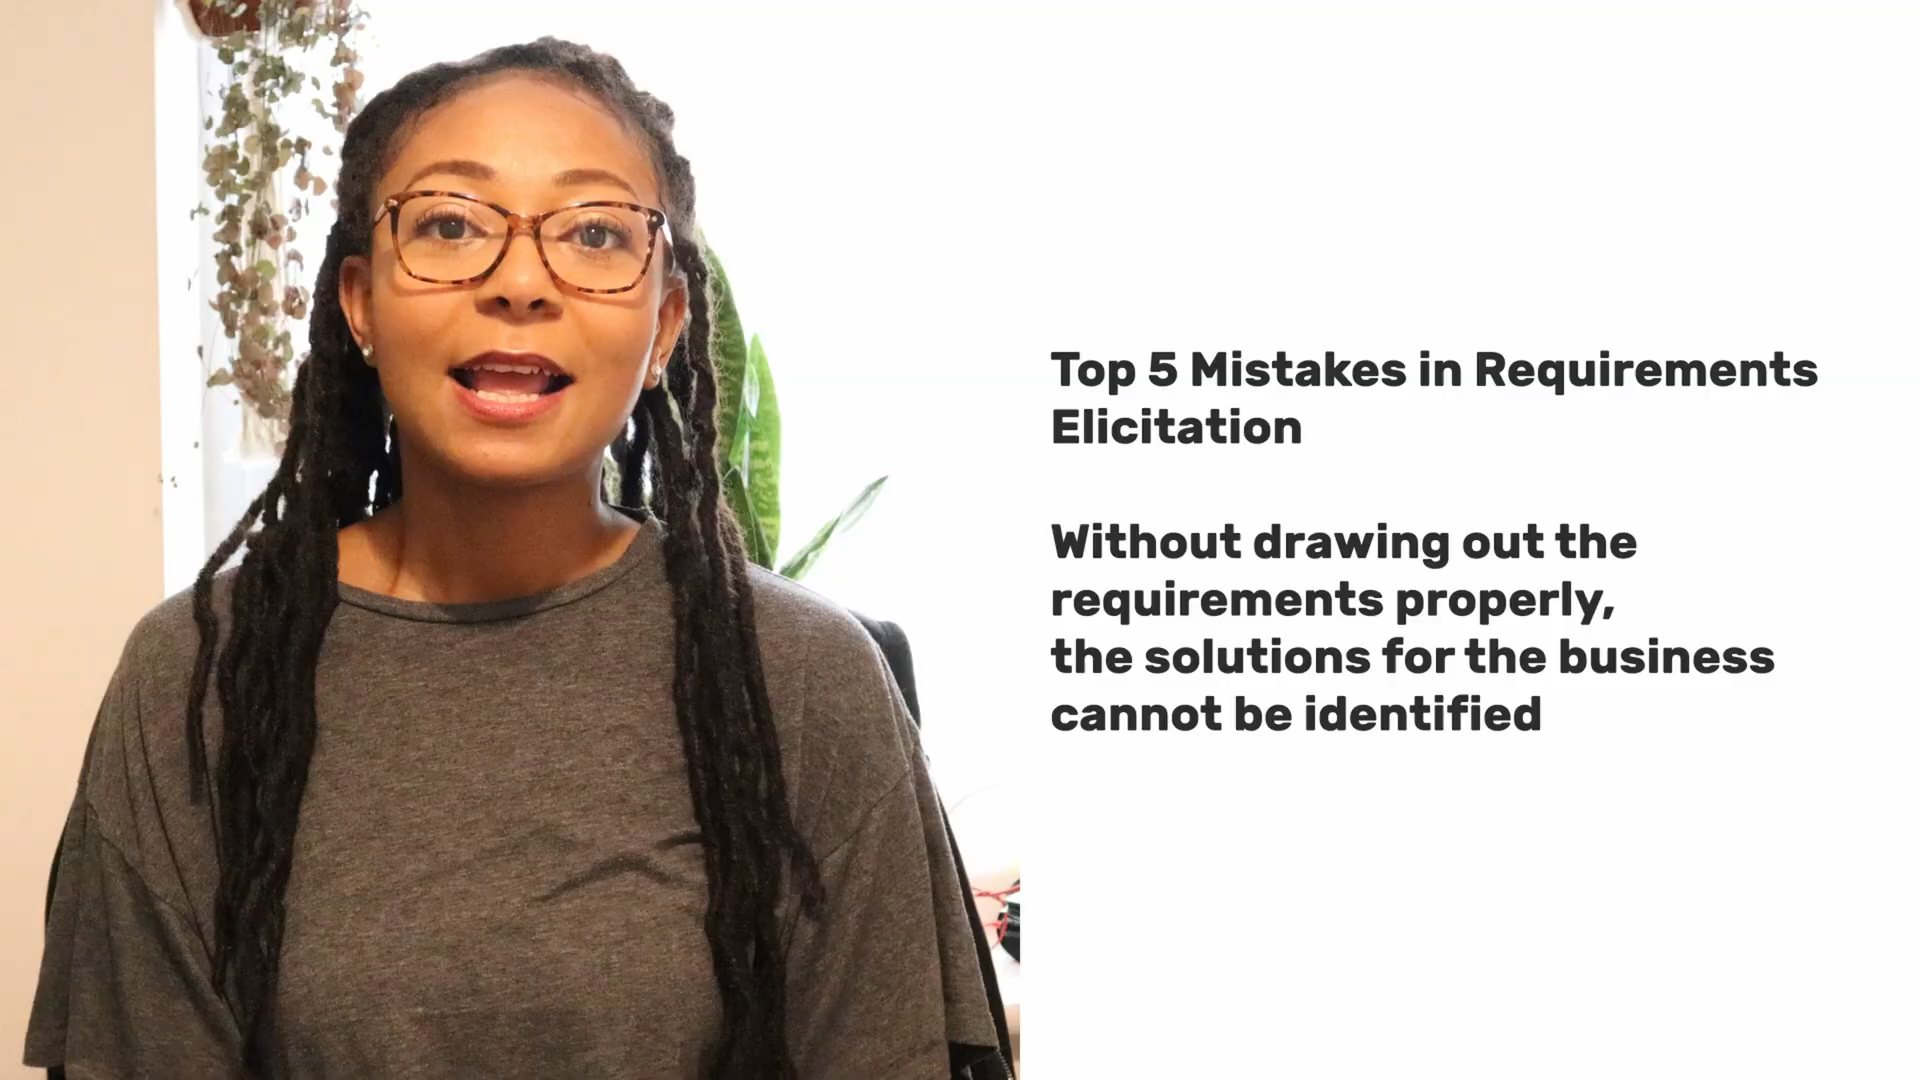 Top 5 Mistakes in Requirements
Elicitation
Without drawing out the
requirements properly,
the solutions for the business
cannot be identified